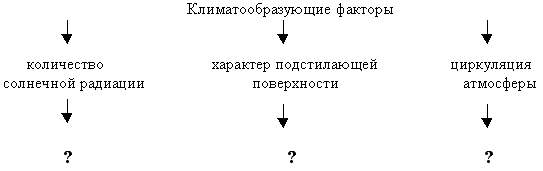 Климатообразующие факторы
количество
солнечной радиации
характер подстилающей
поверхности
циркуляция
атмосферы
? ? ?